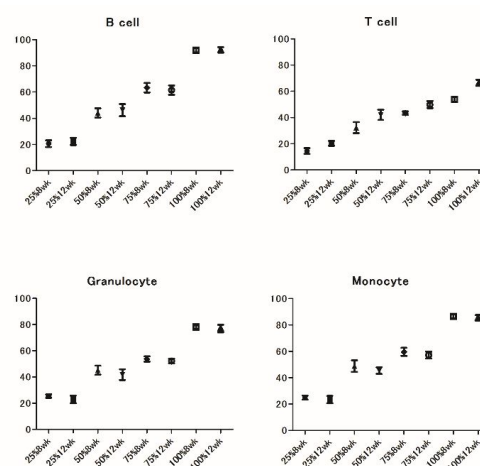 B cell
100
80
60
40
20
0
25%8wk
25%12wk
50%8wk
50%12wk
75%8wk
75%12wk
100%8wk
100%12wk
T cell
100
80
60
40
20
0
25%8wk
25%12wk
50%8wk
50%12wk
75%8wk
75%12wk
100%8wk
100%12wk
Granulocyte
100
80
60
40
20
0
25%8wk
25%12wk
50%8wk
50%12wk
75%8wk
75%12wk
100%8wk
100%12wk
Monocyte
100
80
60
40
20
0
25%8wk
25%12wk
50%8wk
50%12wk
75%8wk
75%12wk
100%8wk
100%12wk